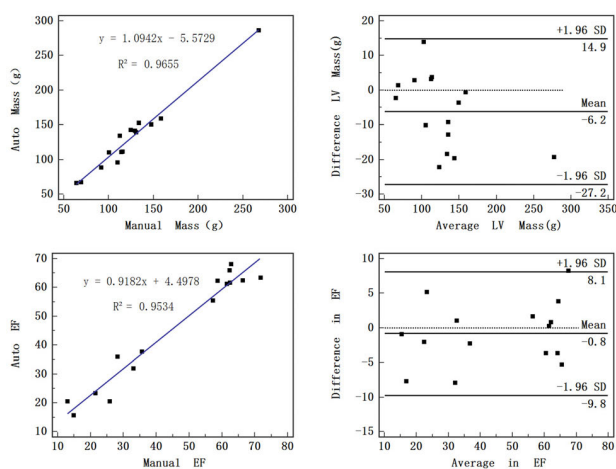 300
250
200
150
100
50
Auto Mass (g)
y = 1.0942x - 5.5729
R² = 0.9655
50 100 150 200 250 300
Manual Mass (g)
20
10
0
-10
-20
-30
Difference LV Mass(g)
+1.96 SD
14.9
Mean
-6.2
-1.96 SD
-27.2
50 100 150 200 250 300 350
Average LV Mass(g)
70
60
50
40
30
20
10
Auto EF
y = 0.9182x + 4.4978
R² = 0.9534
10 20 30 40 50 60 70 80
Manual EF
10
5
0
-5
-10
-15
Difference in EF
+1.96 SD
8.1
Mean
-0.8
-1.96 SD
-9.8
10 20 30 40 50 60 70 80
Average in EF